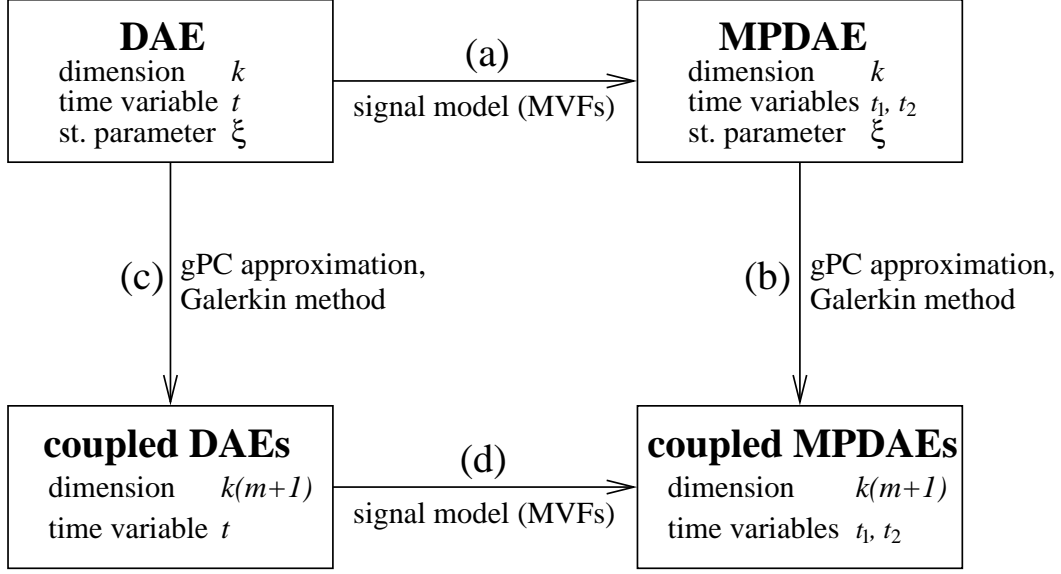 DAE
dimension k
time variable t
st. parameter ξ
(a)
signal model (MVFs)
MPDAE
dimension k
time variables t₁, t₂
st. parameter ξ
(c)
gPC approximation,
Galerkin method
(b)
gPC approximation,
Galerkin method
coupled DAEs
dimension k(m+1)
time variable t
(d)
signal model (MVFs)
coupled MPDAEs
dimension k(m+1)
time variables t₁, t₂